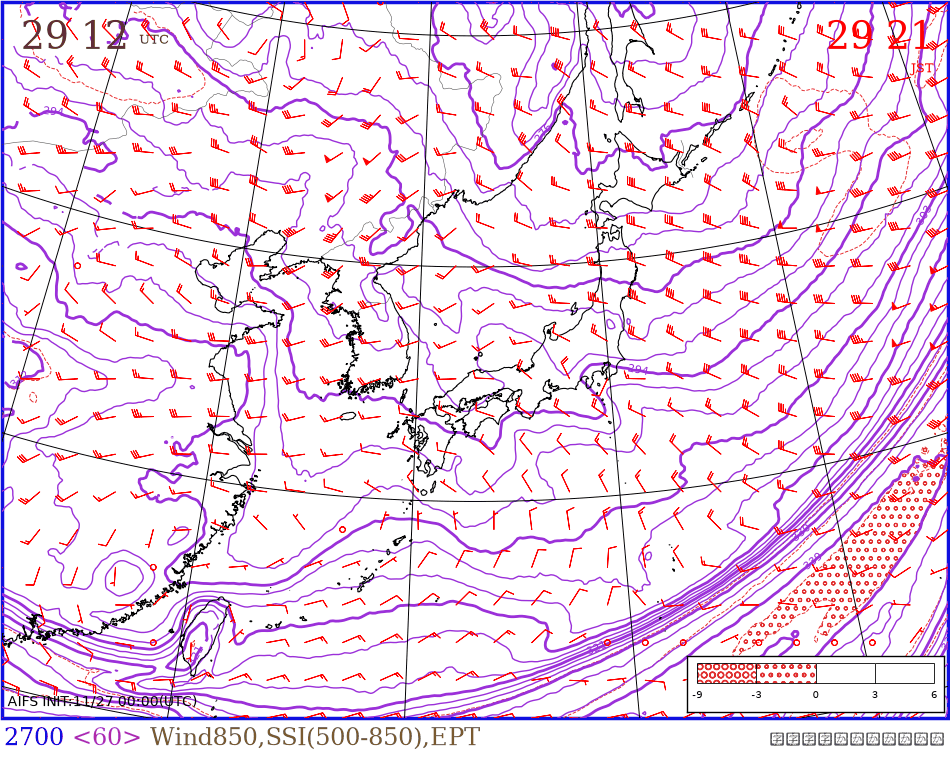 29 12 UTC
29 21
JST
294
294
AIFS INIT:11/27 00:00(UTC)
-9 -3 0 3 6
2700 <60> Wind850,SSI(500-850),EPT